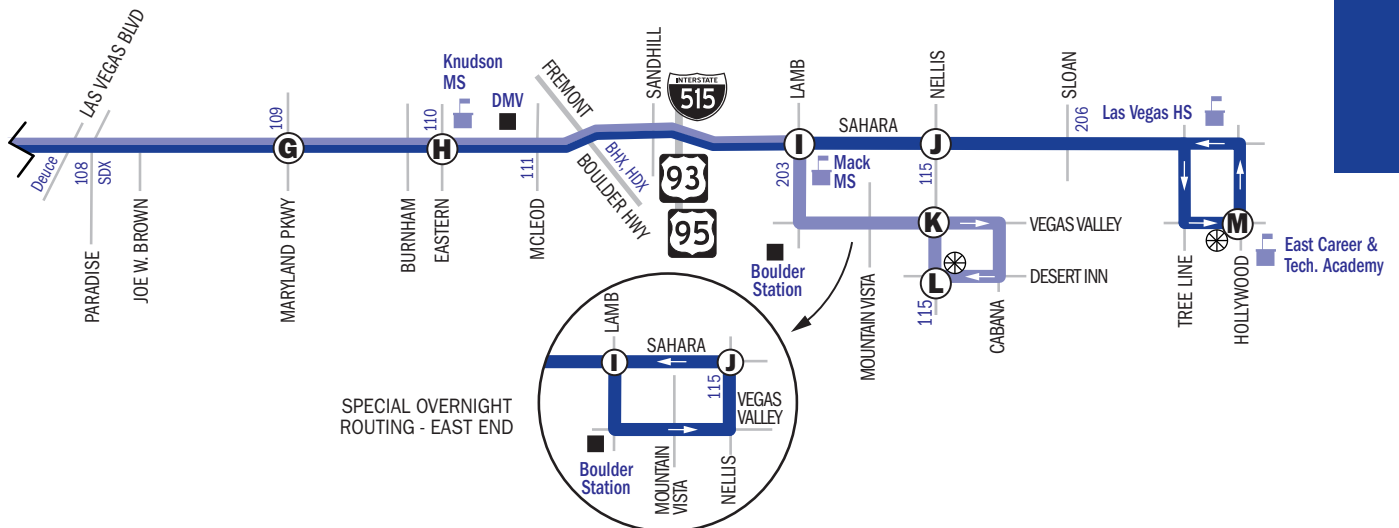 LAS VEGAS BLVD
Deuce
108
SDX
PARADISE
JOE W. BROWN
109
G
MARYLAND PKWY
BURNHAM
110
H
EASTERN
Knudson
MS
DMV
111
MCLEOD
FREMONT
BHX, HDX
BOULDER HWY
SANDHILL
INTERSTATE
515
93
95
LAMB
I
203
Mack
MS
SAHARA
NELLIS
J
115
SLOAN
206
Las Vegas HS
M
East Career &
Tech. Academy
TREE LINE
HOLLYWOOD
K
VEGAS VALLEY
L
DESERT INN
115
CABANA
MOUNTAIN VISTA
Boulder
Station
SPECIAL OVERNIGHT
ROUTING - EAST END
LAMB
I
SAHARA
J
115
VEGAS
VALLEY
Boulder
Station
MOUNTAIN
VISTA
NELLIS